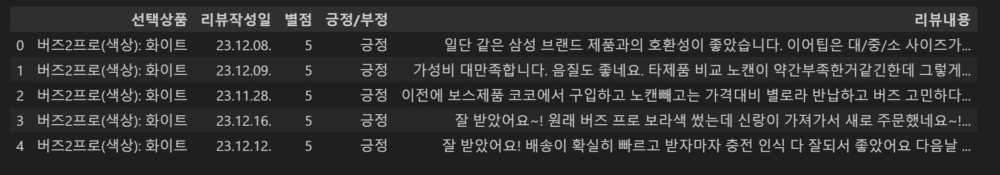 선택상품 리뷰작성일 별점 긍정/부정 리뷰내용
0 버즈2프로(색상): 화이트 23.12.08. 5 긍정 일단 같은 삼성 브랜드 제품과의 호환성이 좋았습니다. 이어팁은 대/중/소 사이즈가...
1 버즈2프로(색상): 화이트 23.12.09. 5 긍정 가성비 대만족합니다. 음질도 좋네요. 타제품 비교 노캔이 약간부족한거같긴한데 그렇게...
2 버즈2프로(색상): 화이트 23.11.28. 5 긍정 이전에 보스제품 코코에서 구입하고 노캔빼고는 가격대비 별로라 반납하고 버즈 고민하다...
3 버즈2프로(색상): 화이트 23.12.16. 5 긍정 잘 받았어요~! 원래 버즈 프로 보라색 썼는데 신랑이 가져가서 새로 주문했네요~!...
4 버즈2프로(색상): 화이트 23.12.12. 5 긍정 잘 받았어요! 배송이 확실히 빠르고 받자마자 충전 인식 다 잘되서 좋았어요 다음날 ...